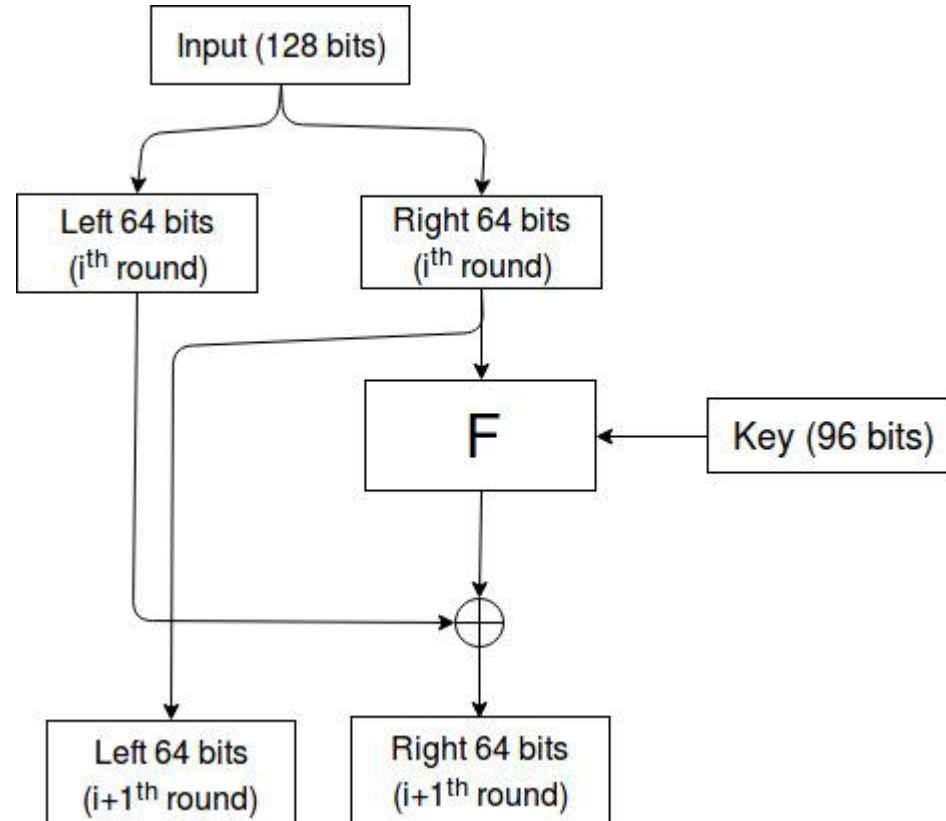 Input (128 bits)
Left 64 bits
(iᵗʰ round)
Right 64 bits
(iᵗʰ round)
F
Key (96 bits)
Left 64 bits
(i+1ᵗʰ round)
Right 64 bits
(i+1ᵗʰ round)